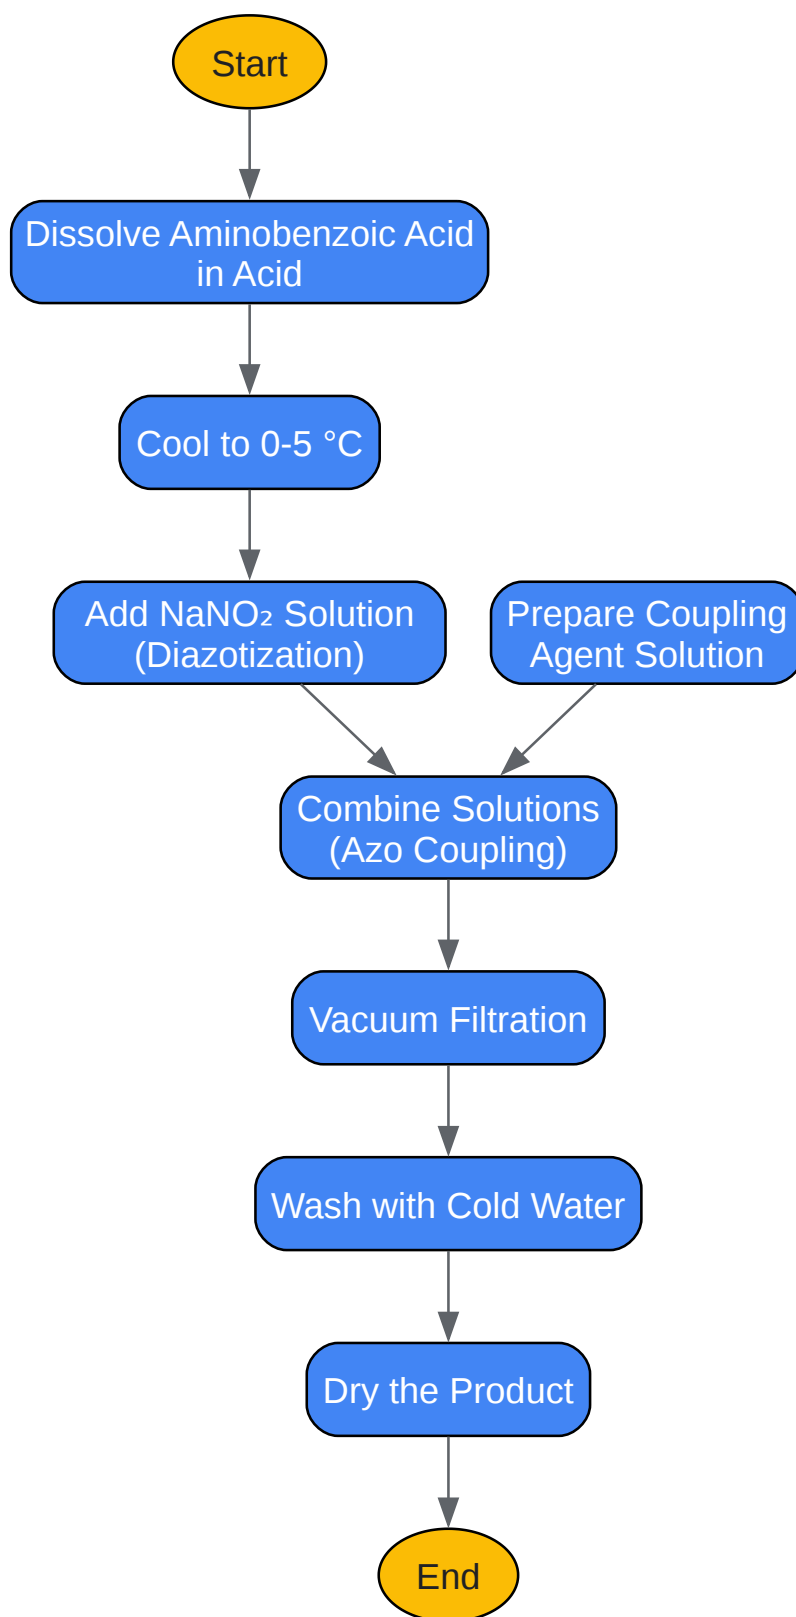 Start
Dissolve Aminobenzoic Acid
in Acid
Cool to 0-5 °C
Add NaNO₂ Solution
(Diazotization)
Prepare Coupling
Agent Solution
Combine Solutions
(Azo Coupling)
Vacuum Filtration
Wash with Cold Water
Dry the Product
End